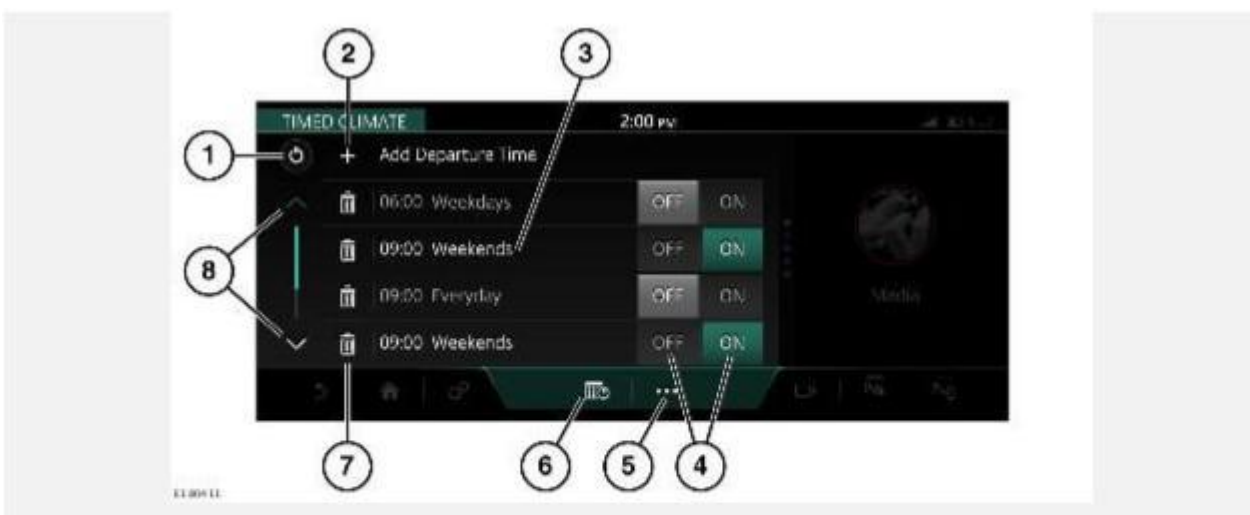 2
3
TIMED CLIMATE 2:00 PM
1
+ Add Departure Time
06:00 Weekdays OFF ON
09:00 Weekends OFF ON
8
09:00 Everyday OFF ON
Media
09:00 Weekends OFF ON
7
6
5
4